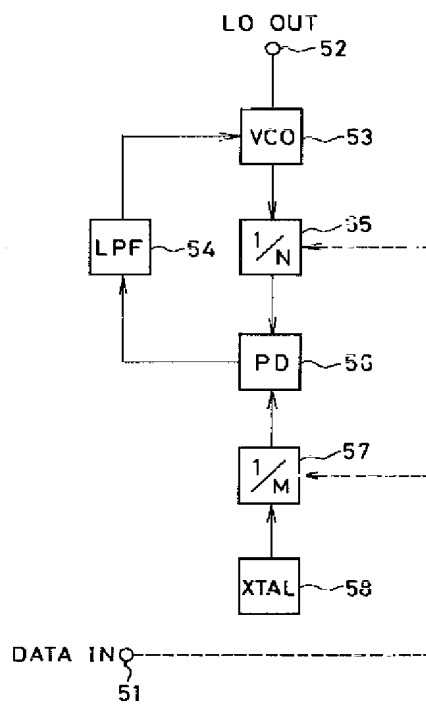 LO OUT
52
VCO
53
LPF
54
1/N
55
PD
56
1/M
57
XTAL
58
DATA IN
51